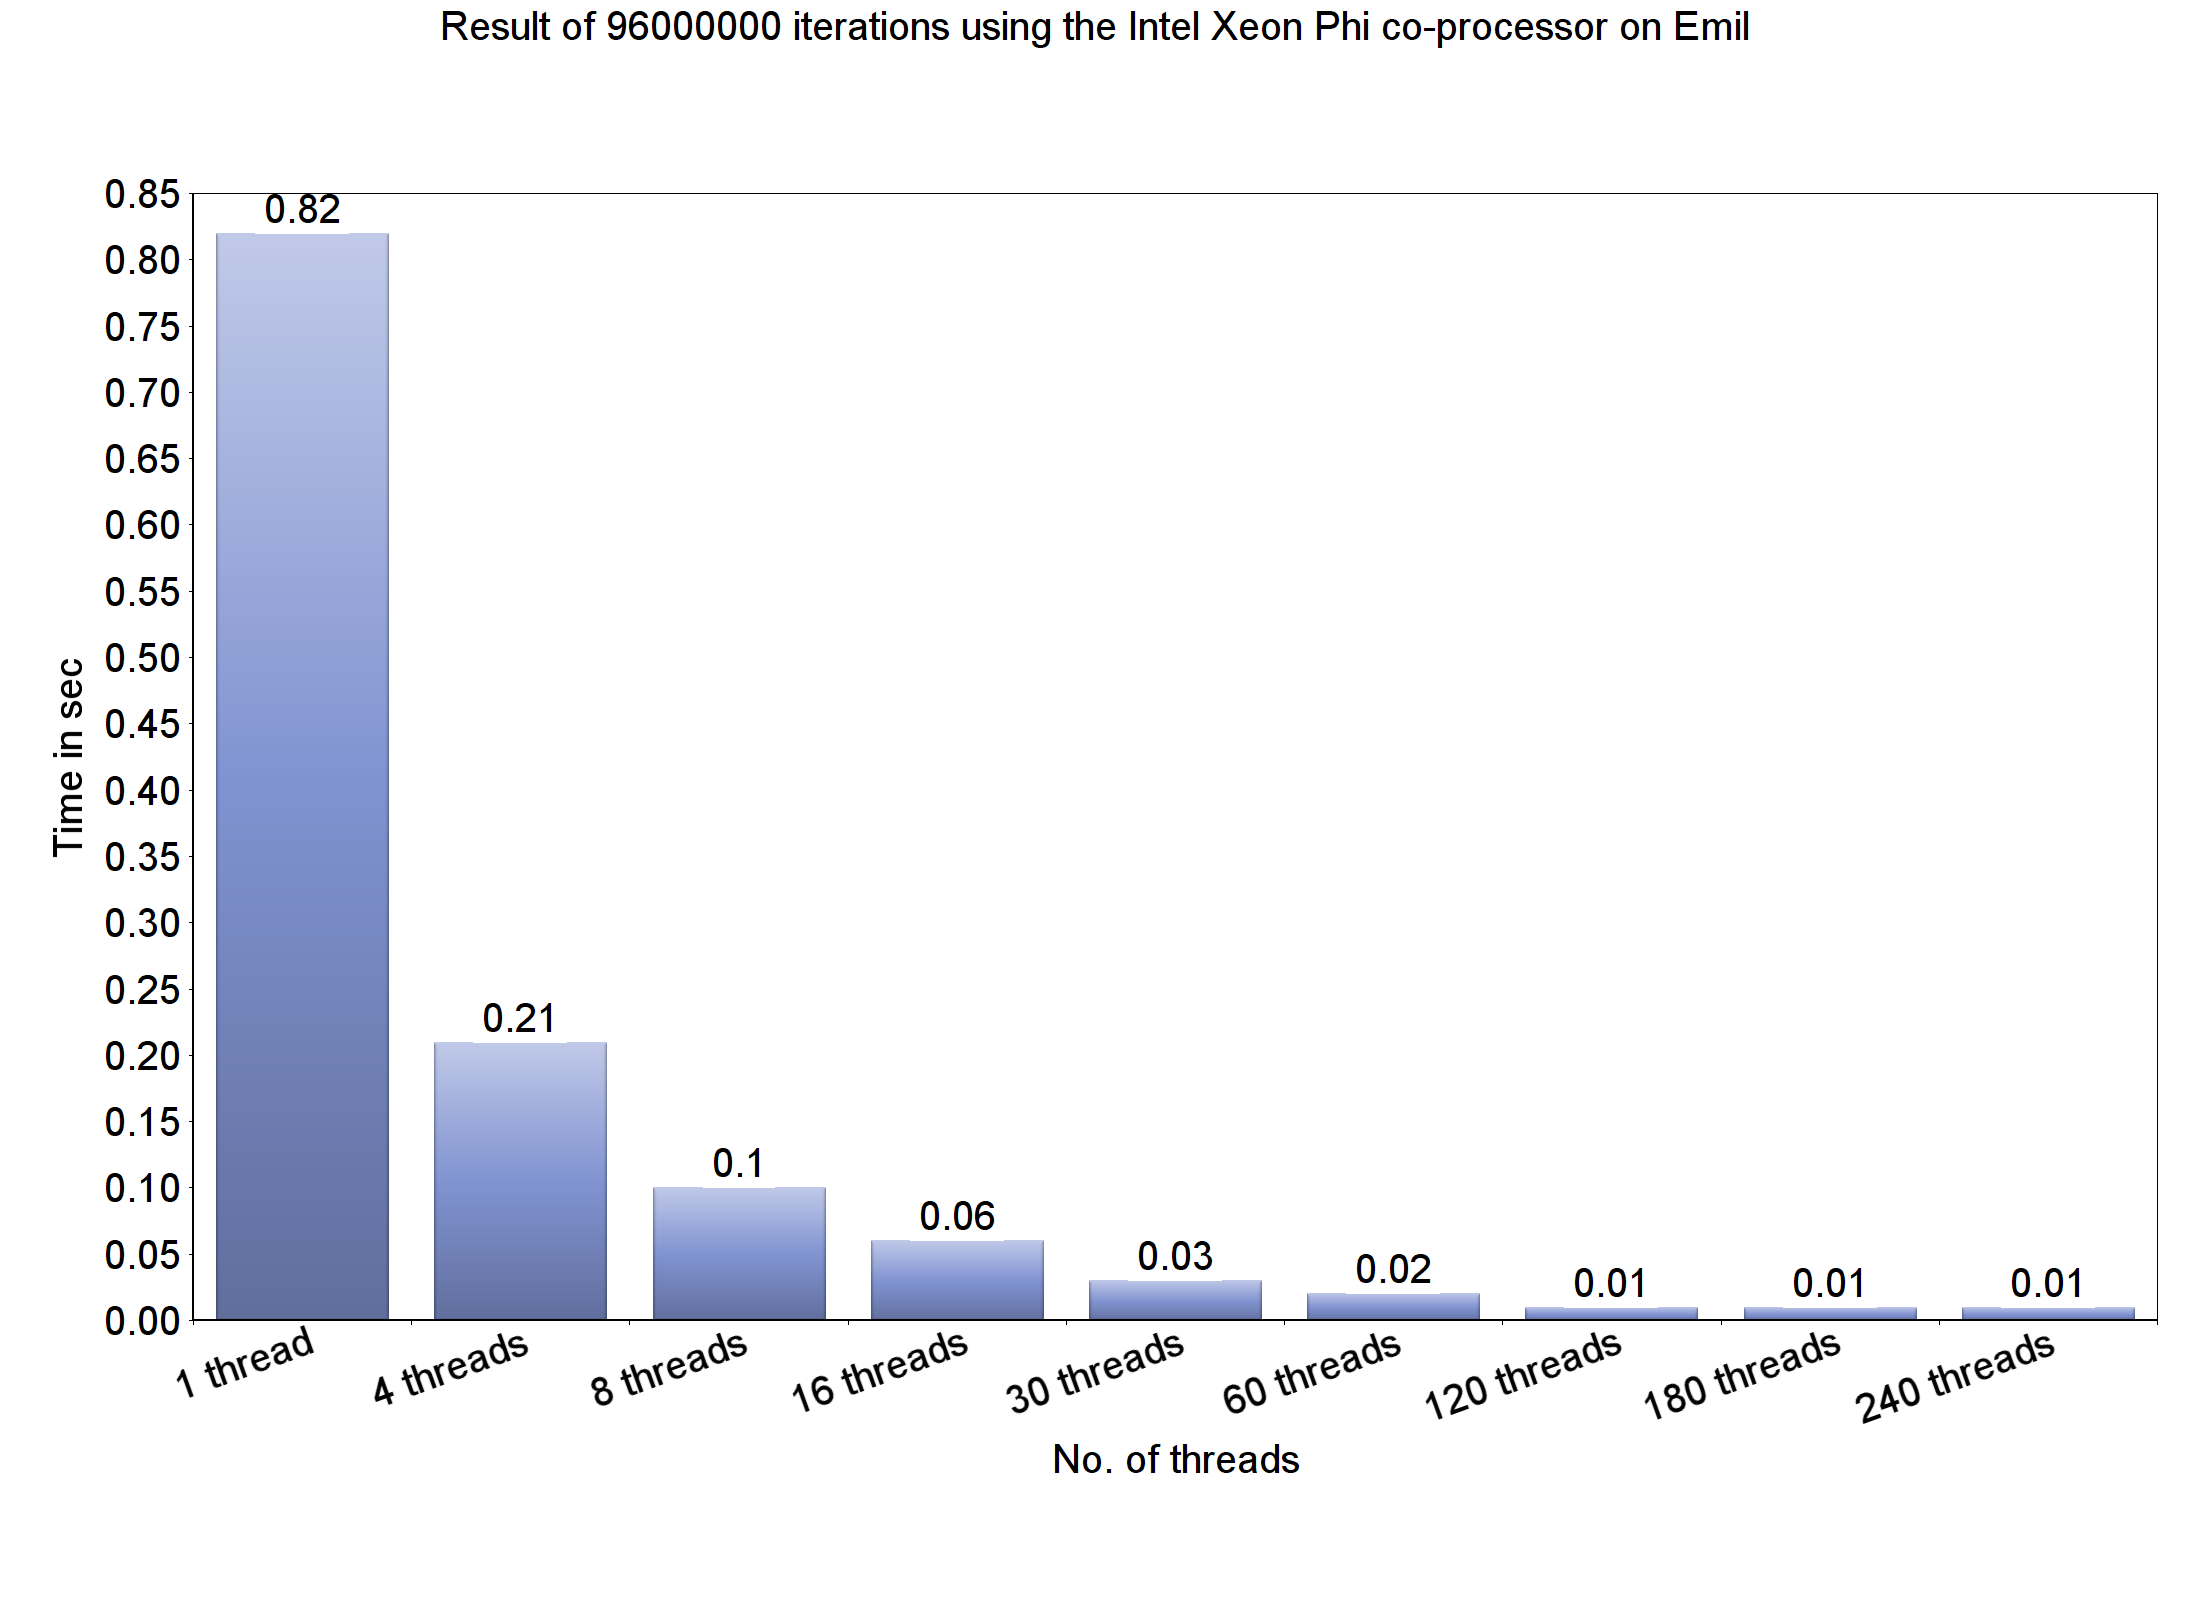 Result of 96000000 iterations using the Intel Xeon Phi co-processor on Emil
0.85
0.80
0.75
0.70
0.65
0.60
0.55
0.50
0.45
0.40
0.35
0.30
0.25
0.20
0.15
0.10
0.05
0.00
Time in sec
0.82
0.21
0.1
0.06
0.03
0.02
0.01
0.01
0.01
1 thread
4 threads
8 threads
16 threads
30 threads
60 threads
120 threads
180 threads
240 threads
No. of threads